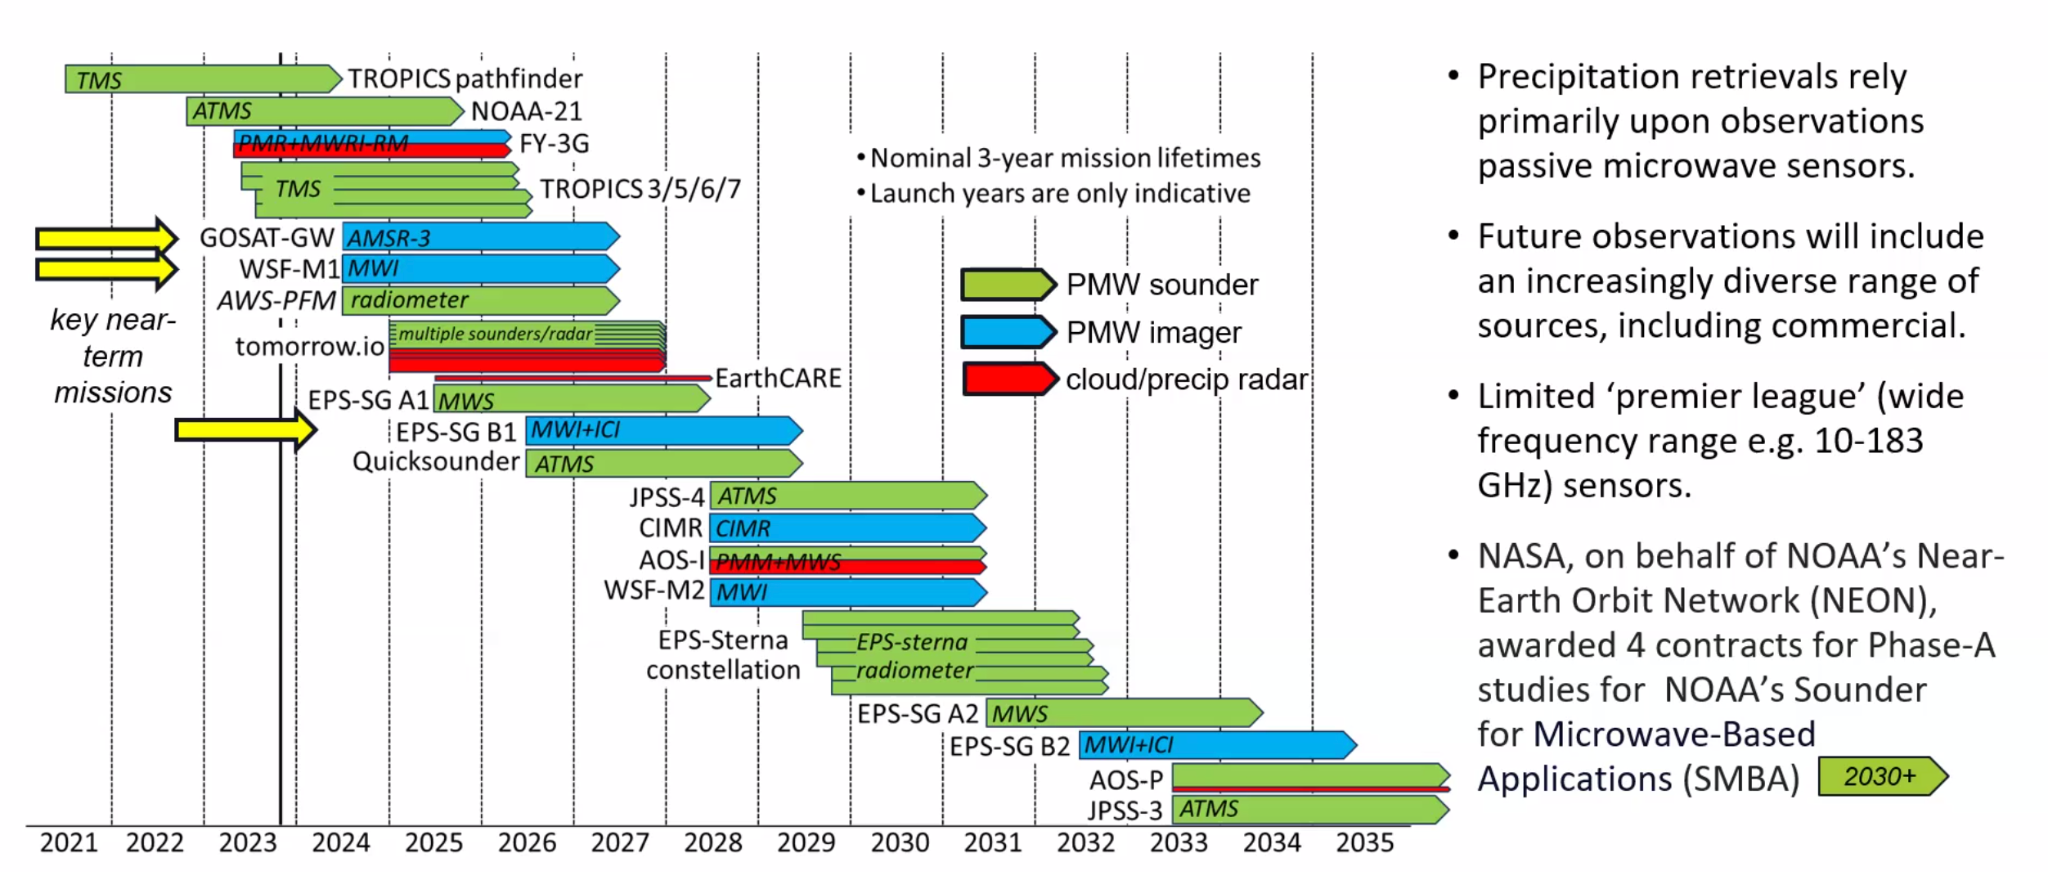 TMS TROPICS pathfinder
ATMS NOAA-21
PMR+MWRI-RM FY-3G
TMS TROPICS 3/5/6/7
GOSAT-GW AMSR-3
WSF-M1 MWI
AWS-PFM radiometer
key near-
term
missions
tomorrow.io multiple sounders/radar
EarthCARE
EPS-SG A1 MWS
EPS-SG B1 MWI+ICI
Quicksounder ATMS
JPSS-4 ATMS
CIMR CIMR
AOS-I PMM+MWS
WSF-M2 MWI
EPS-Sterna
constellation
EPS-sterna
radiometer
EPS-SG A2 MWS
EPS-SG B2 MWI+ICI
AOS-P
JPSS-3 ATMS
2021 2022 2023 2024 2025 2026 2027 2028 2029 2030 2031 2032 2033 2034 2035
• Nominal 3-year mission lifetimes
• Launch years are only indicative
PMW sounder
PMW imager
cloud/precip radar
• Precipitation retrievals rely
primarily upon observations
passive microwave sensors.
• Future observations will include
an increasingly diverse range of
sources, including commercial.
• Limited ‘premier league’ (wide
frequency range e.g. 10-183
GHz) sensors.
• NASA, on behalf of NOAA’s Near-
Earth Orbit Network (NEON),
awarded 4 contracts for Phase-A
studies for NOAA’s Sounder
for Microwave-Based
Applications (SMBA) 2030+